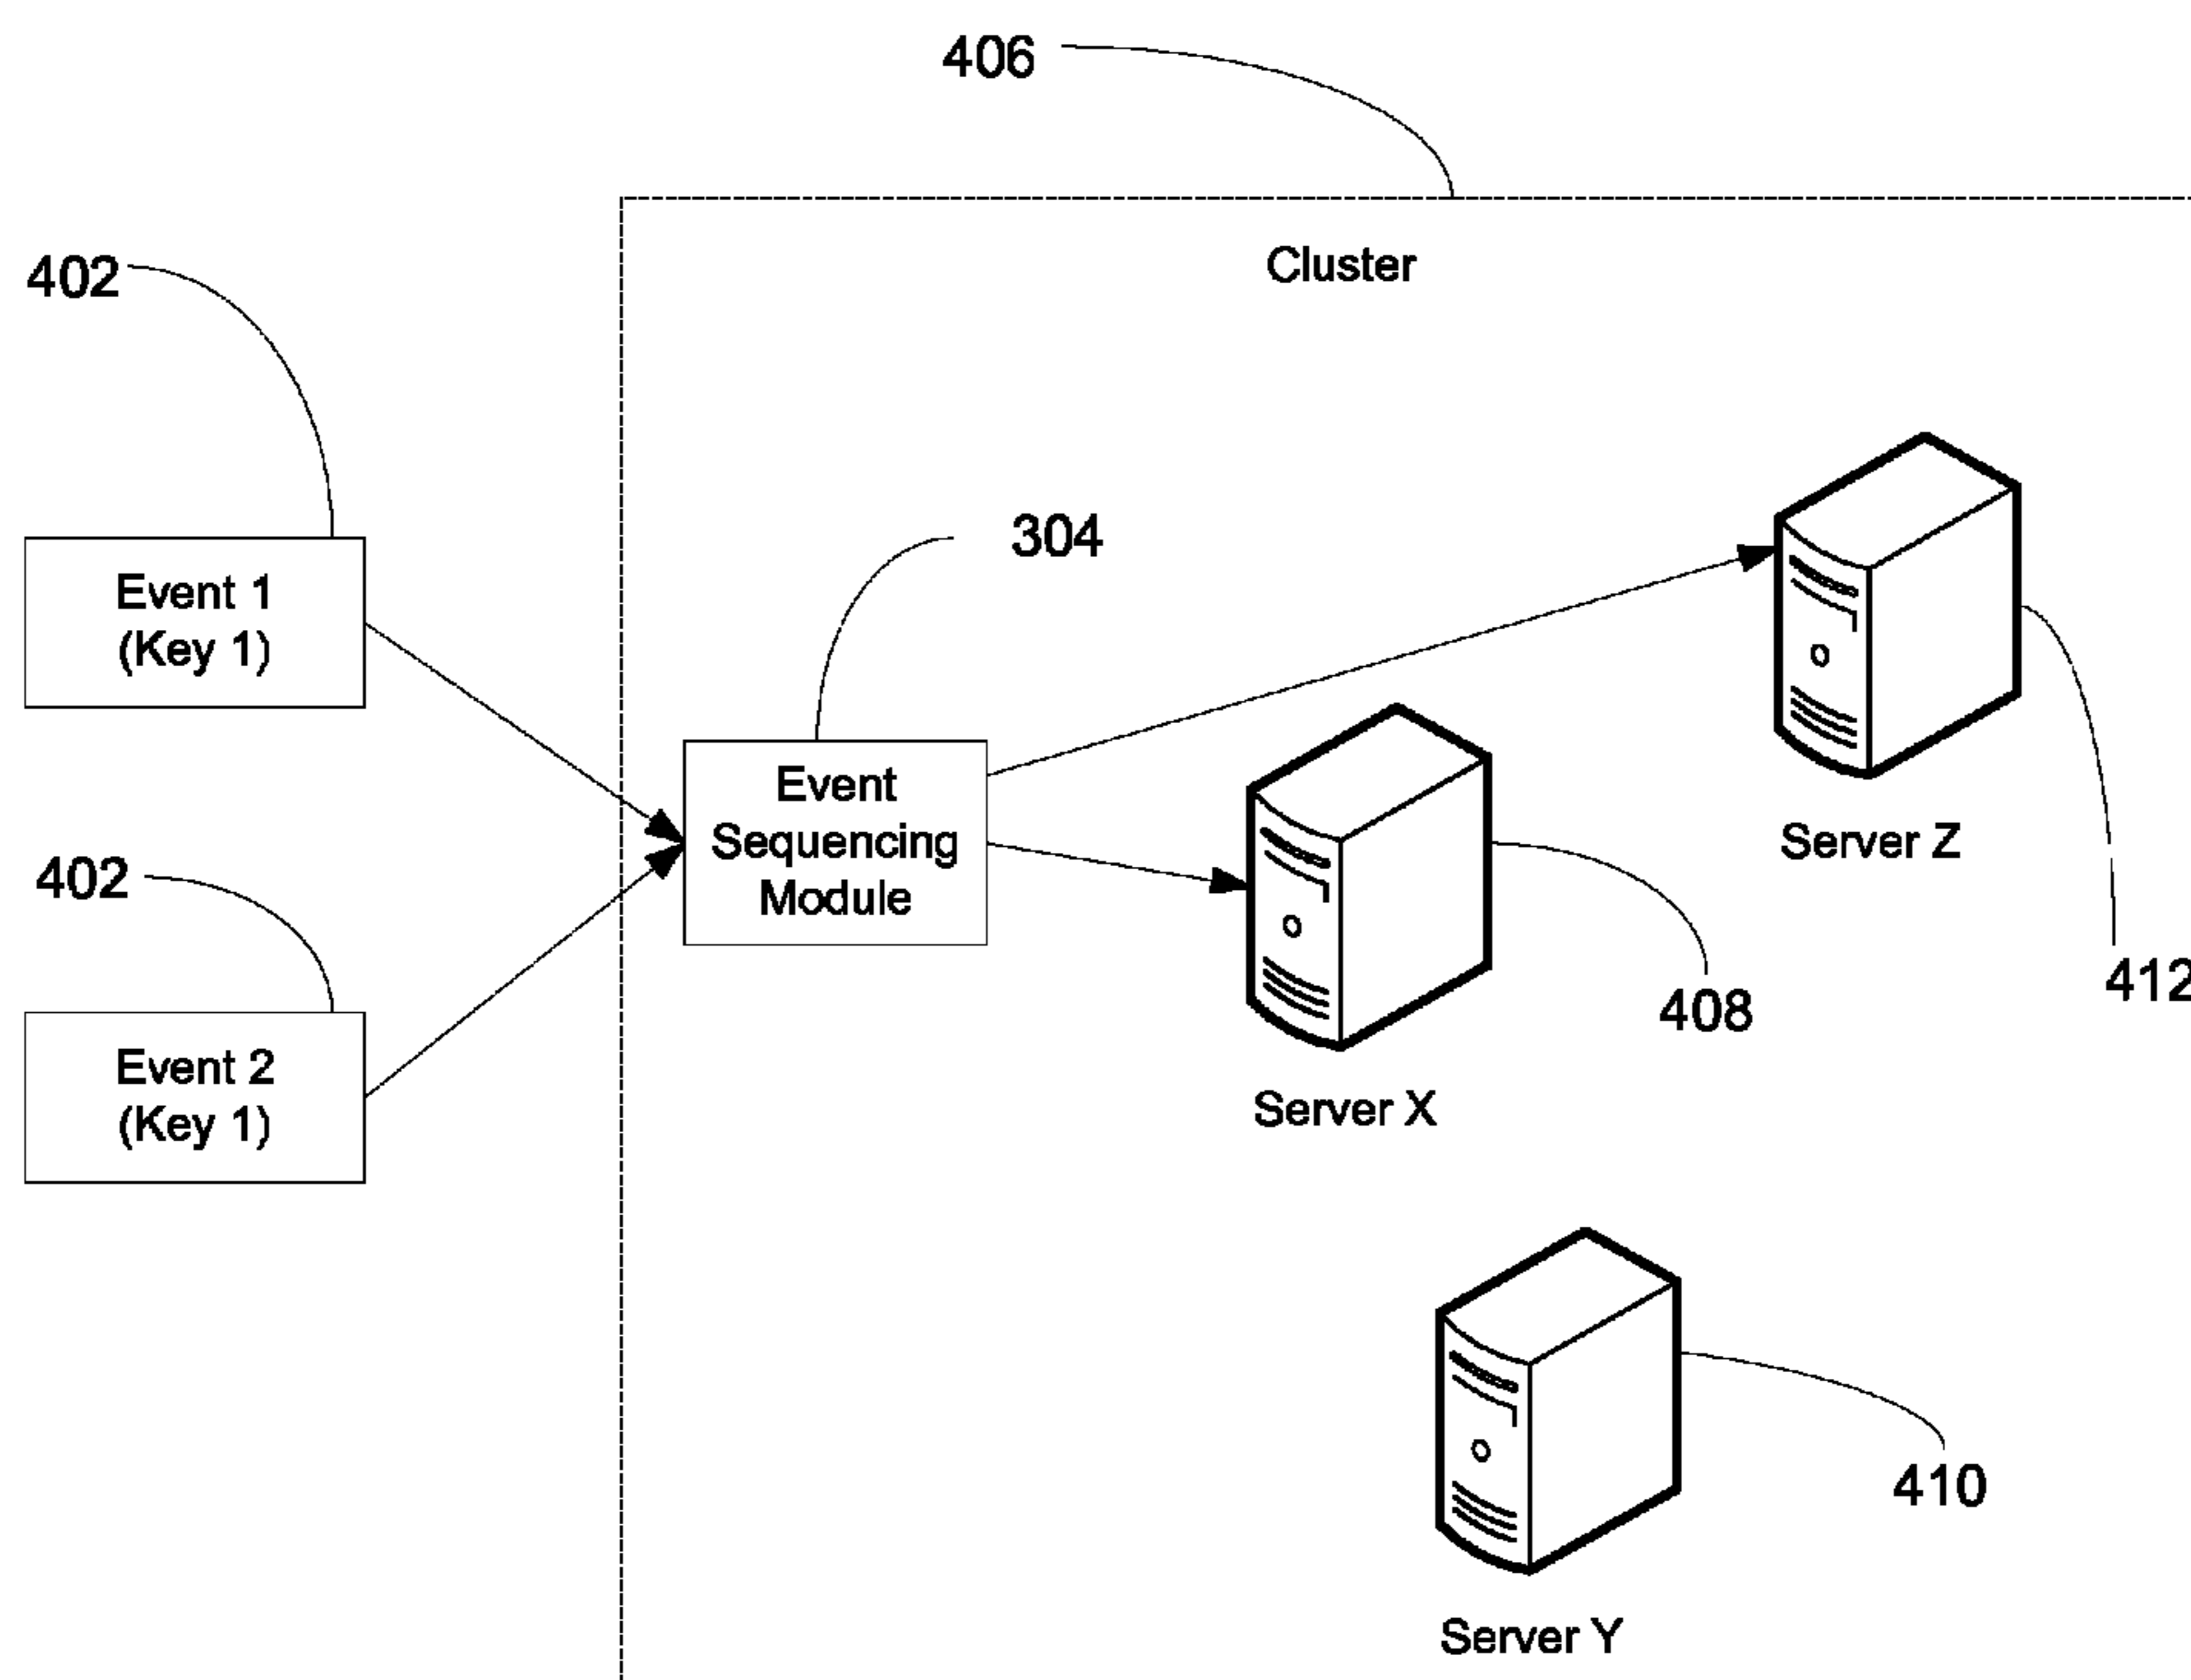 406
Cluster
402
Event 1
(Key 1)
304
Event
Sequencing
Module
Server Z
402
412
408
Server X
Event 2
(Key 1)
410
Server Y